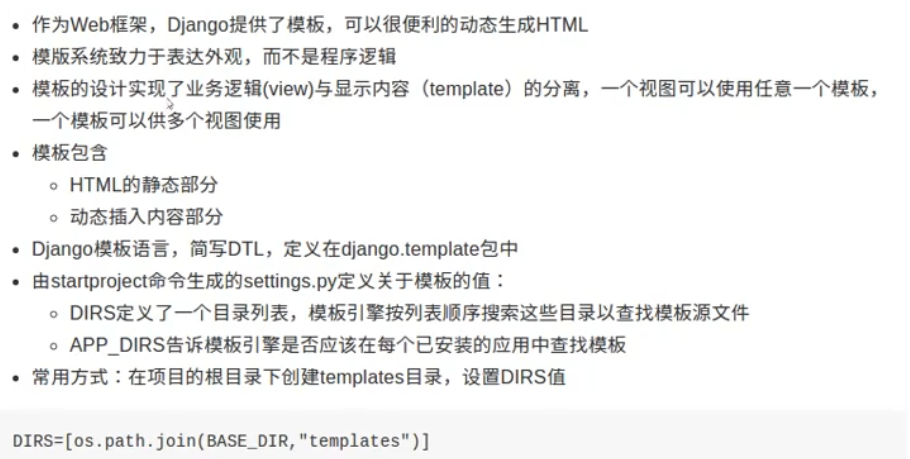 作为Web框架，Django提供了模板，可以很便利的动态生成HTML
模版系统致力于表达外观，而不是程序逻辑
模板的设计实现了业务逻辑(view)与显示内容（template）的分离，一个视图可以使用任意一个模板，
一个模板可以供多个视图使用
模板包含
HTML的静态部分
动态插入内容部分
Django模板语言，简写DTL，定义在django.template包中
由startproject命令生成的settings.py定义关于模板的值：
DIRS定义了一个目录列表，模板引擎按列表顺序搜索这些目录以查找模板源文件
APP_DIRS告诉模板引擎是否应该在每个已安装的应用中查找模板
常用方式：在项目的根目录下创建templates目录，设置DIRS值
DIRS=[os.path.join(BASE_DIR,"templates")]